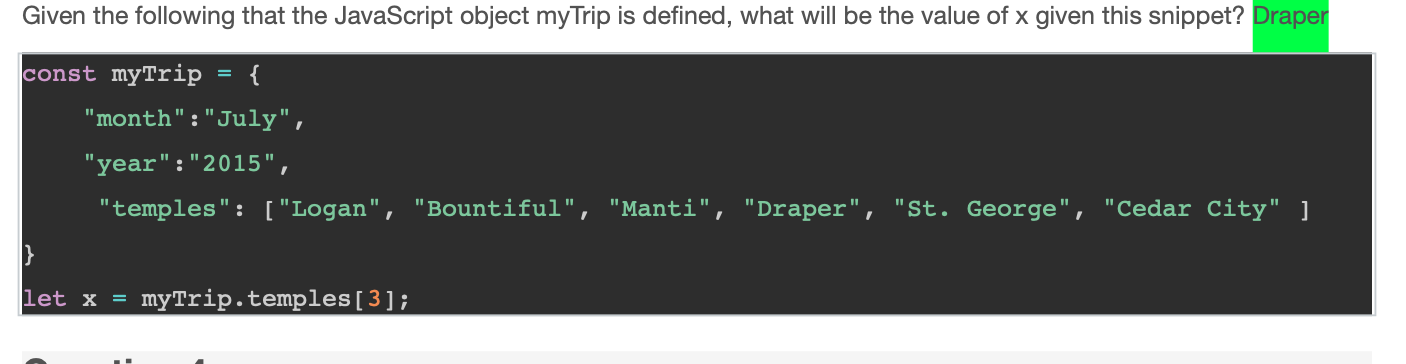 Given the following that the JavaScript object myTrip is defined, what will be the value of x given this snippet? Draper
const myTrip = {
"month":"July",
"year":"2015",
"temples": ["Logan", "Bountiful", "Manti", "Draper", "St. George", "Cedar City" ]
}
let x = myTrip.temples[3];